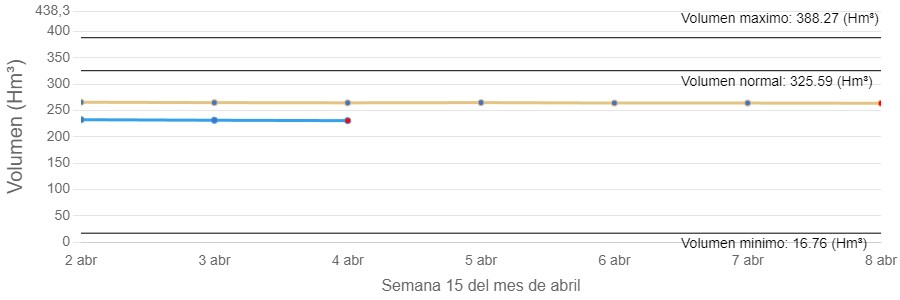 438,3
400
350
300
250
200
150
100
50
0
Volumen (Hm³)
Volumen maximo: 388.27 (Hm³)
Volumen normal: 325.59 (Hm³)
Volumen minimo: 16.76 (Hm³)
2 abr 3 abr 4 abr 5 abr 6 abr 7 abr 8 abr
Semana 15 del mes de abril